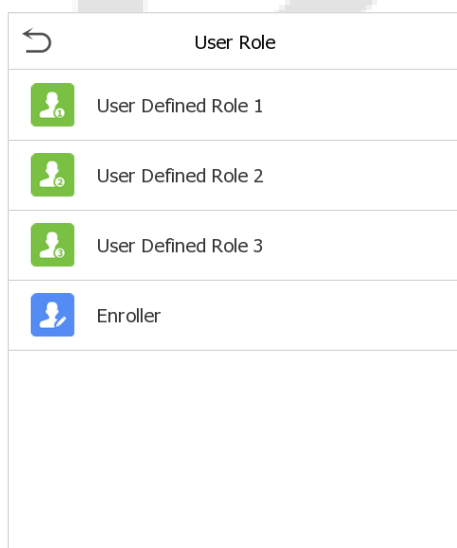 User Role
User Defined Role 1
User Defined Role 2
User Defined Role 3
Enroller